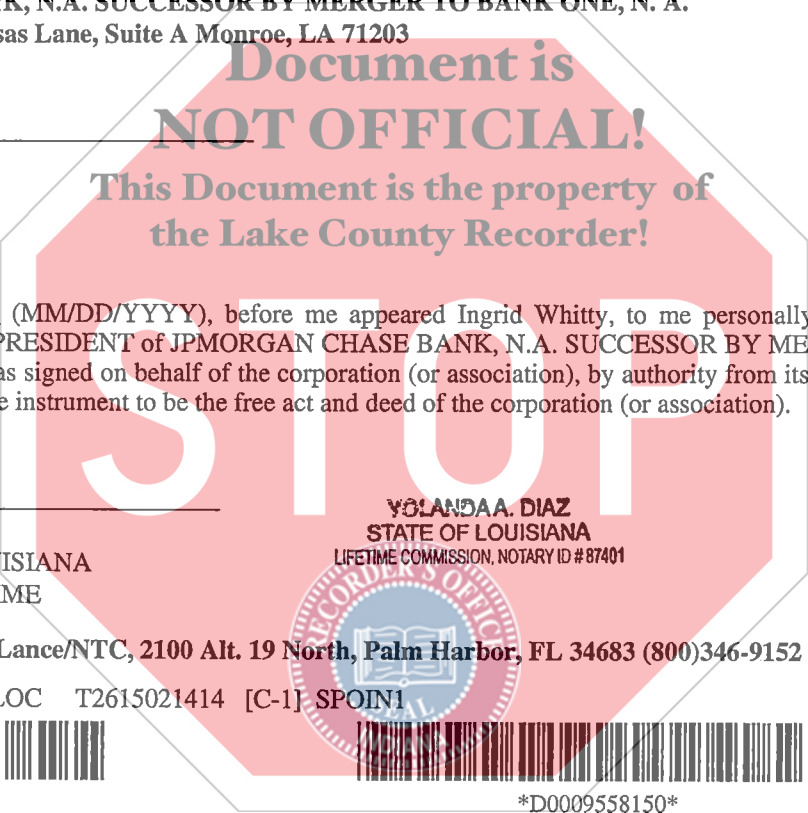 K, N.A. SUCCESSOR BY MERGER TO BANK ONE, N. A.
sas Lane, Suite A Monroe, LA 71203
Document is
NOT OFFICIAL!
This Document is the property of
the Lake County Recorder!
(MM/DD/YYYY), before me appeared Ingrid Whitty, to me personally
PRESIDENT of JPMORGAN CHASE BANK, N.A. SUCCESSOR BY ME
as signed on behalf of the corporation (or association), by authority from its
e instrument to be the free act and deed of the corporation (or association).
STOP
YOLANDA A. DIAZ
STATE OF LOUISIANA
LIFETIME COMMISSION, NOTARY ID # 87401
ISIANA
ME
RECORDER'S OFFICE
Lance/NTC, 2100 Alt. 19 North, Palm Harbor, FL 34683 (800)346-9152
LOC T2615021414 [C-1] SPOIN1
SEAL
INDIANA
*D0009558150*